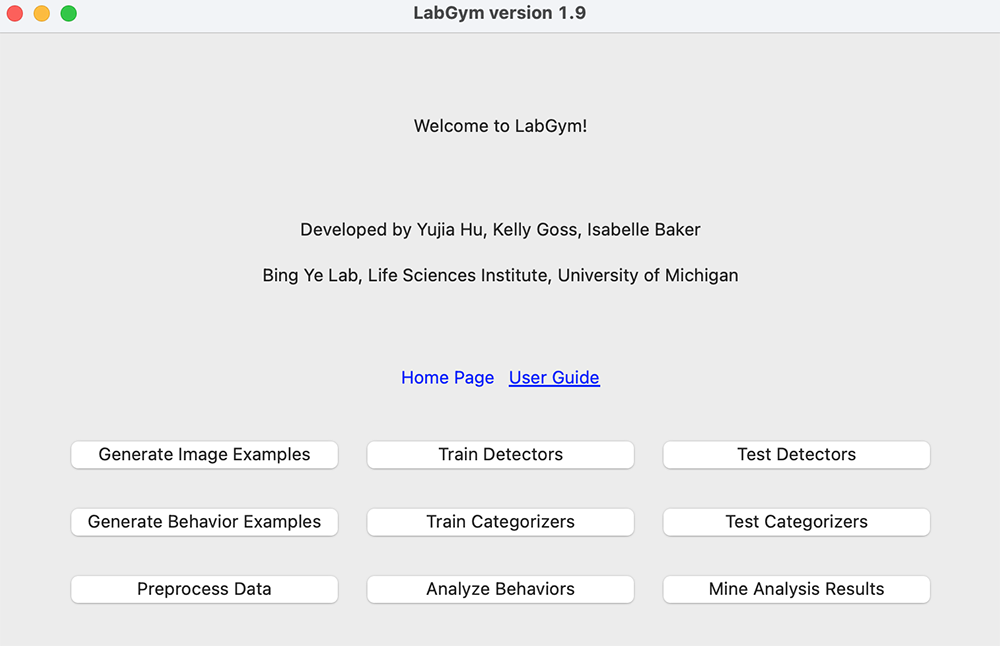 LabGym version 1.9
Welcome to LabGym!
Developed by Yujia Hu, Kelly Goss, Isabelle Baker
Bing Ye Lab, Life Sciences Institute, University of Michigan
Home Page User Guide
Generate Image Examples Train Detectors Test Detectors
Generate Behavior Examples Train Categorizers Test Categorizers
Preprocess Data Analyze Behaviors Mine Analysis Results